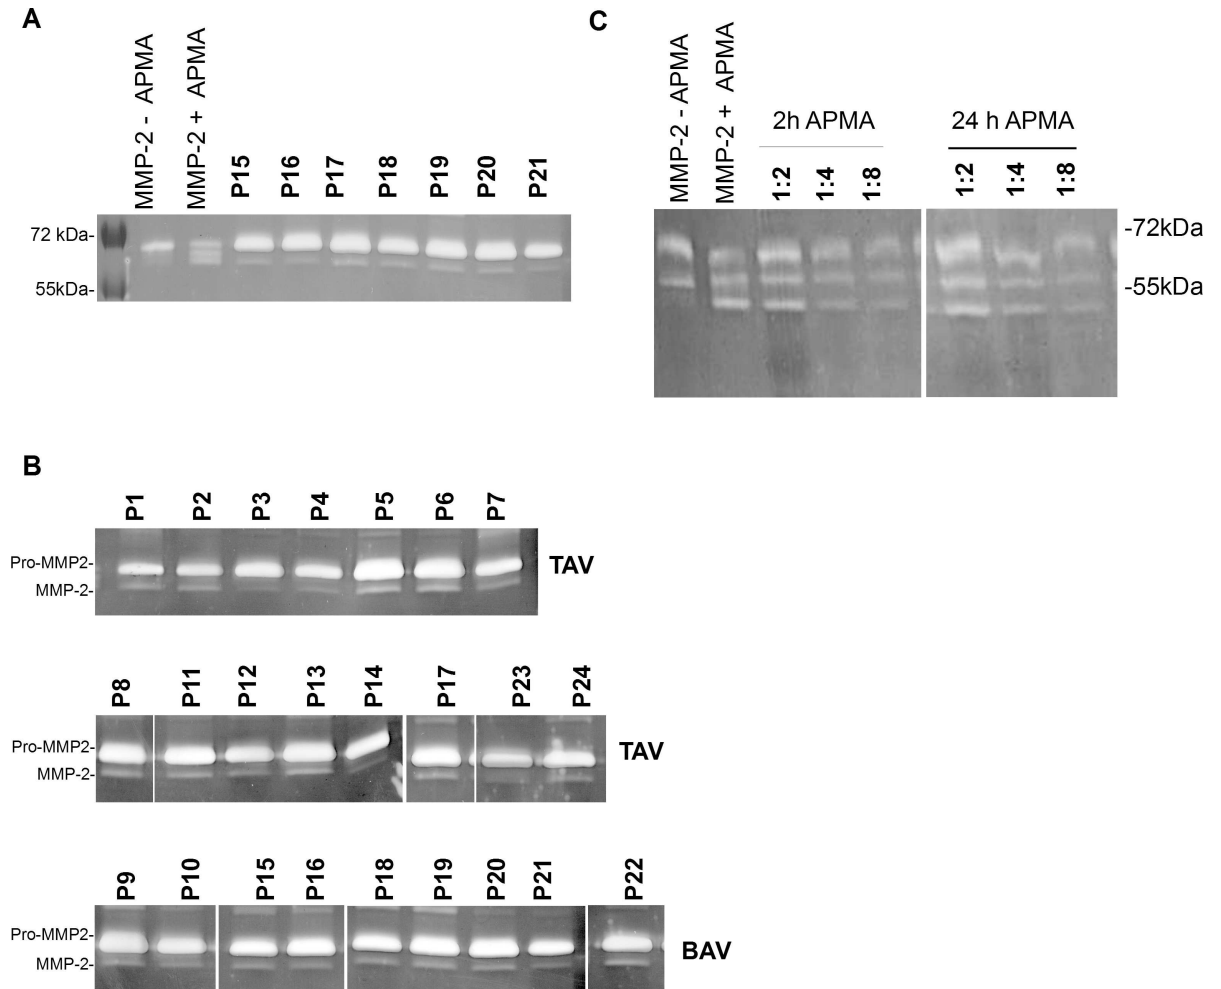 A
MMP-2 - APMA
MMP-2 + APMA
P15
P16
P17
P18
P19
P20
P21
72 kDa-
55kDa-
C
MMP-2 - APMA
MMP-2 + APMA
2h APMA
24 h APMA
1:2
1:4
1:8
1:2
1:4
1:8
-72kDa
-55kDa
B
P1
P2
P3
P4
P5
P6
P7
Pro-MMP2-
MMP-2-
TAV
P8
P11
P12
P13
P14
P17
P23
P24
Pro-MMP2-
MMP-2-
TAV
P9
P10
P15
P16
P18
P19
P20
P21
P22
Pro-MMP2-
MMP-2-
BAV